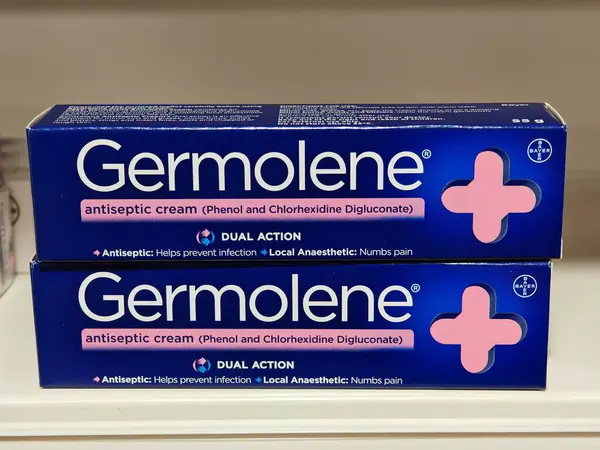 Bayer
55 g
Germolene®
BAYER
antiseptic cream (Phenol and Chlorhexidine Digluconate)
DUAL ACTION
Antiseptic: Helps prevent infection Local Anaesthetic: Numbs pain
Germolene®
BAYER
antiseptic cream (Phenol and Chlorhexidine Digluconate)
DUAL ACTION
Antiseptic: Helps prevent infection Local Anaesthetic: Numbs pain